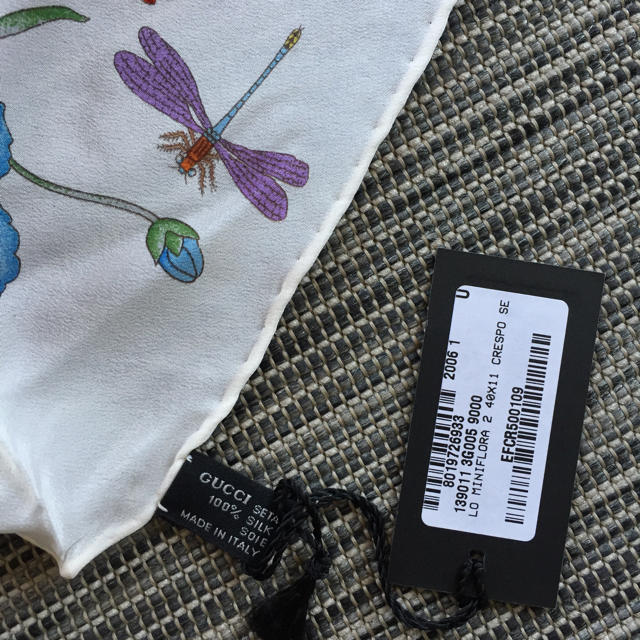 GUCCI SETA
100% SILK
SOIE
MADE IN ITALY
U
8019726933 2006 1
139011 3G005 9000
LO MINIFLORA 2 40X11 CRESPO SE
EFCR500109